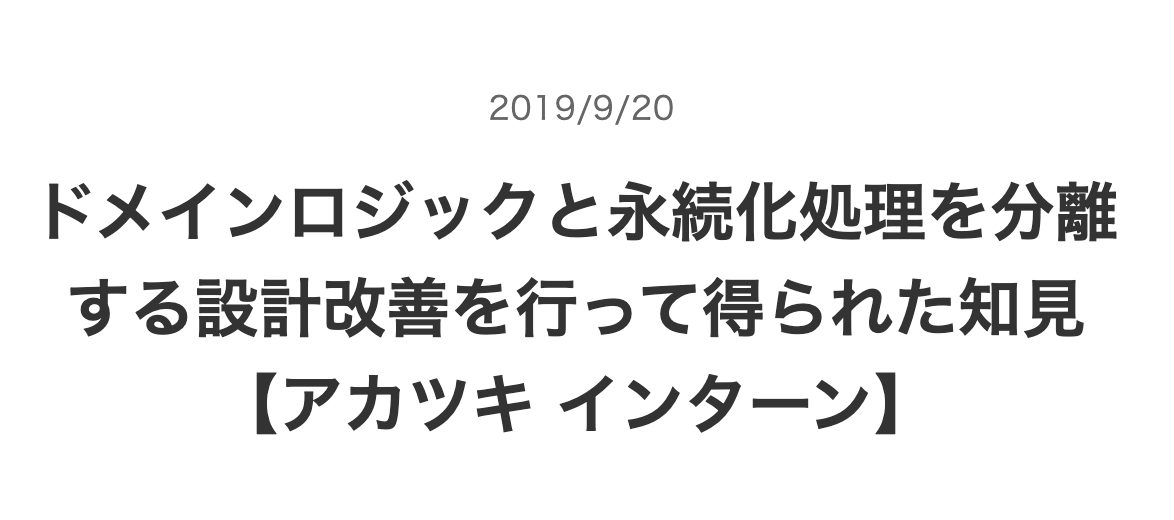 2019/9/20
ドメインロジックと永続化処理を分離
する設計改善を行って得られた知見
【アカツキ インターン】